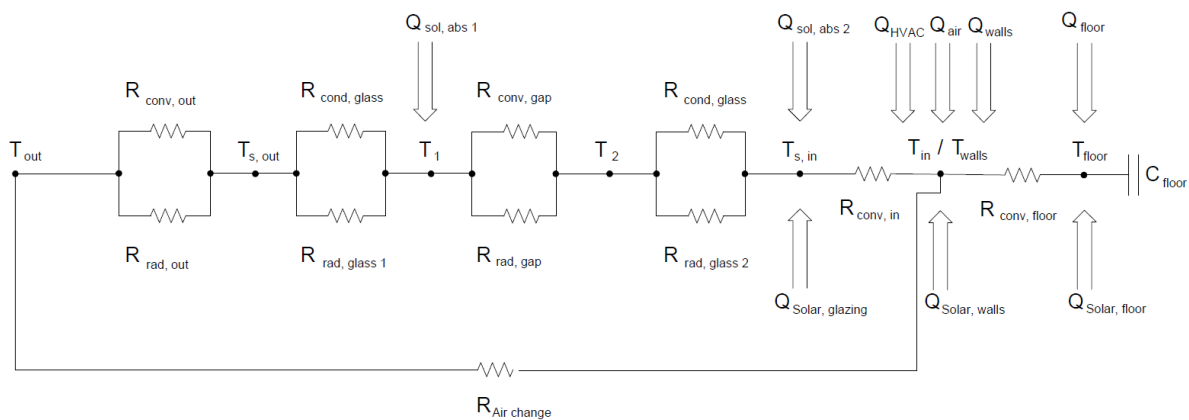 Q sol, abs 1
Q sol, abs 2
Q HVAC Q air Q walls
Q floor
R conv, out
R cond, glass
R conv, gap
R cond, glass
T out
T s, out
T 1
T 2
T s, in
T in / T walls
T floor
C floor
R conv, in
R conv, floor
R rad, out
R rad, glass 1
R rad, gap
R rad, glass 2
Q Solar, glazing
Q Solar, walls
Q Solar, floor
R Air change